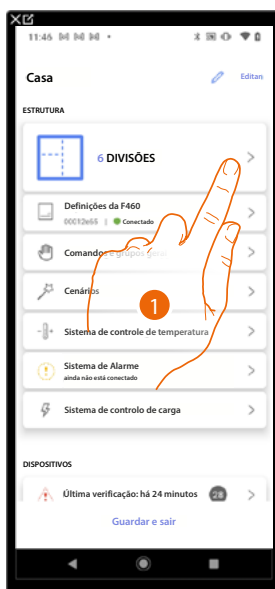 11:46
Casa
Editan
ESTRUTURA
6 DIVISÕES
Definições da F460
00012e55 | Conectado
Comandos e grupos gerais
Cenários
1
Sistema de controle de temperatura
Sistema de Alarme
ainda não está conectado
Sistema de controlo de carga
DISPOSITIVOS
Última verificação: há 24 minutos
28
Guardar e sair